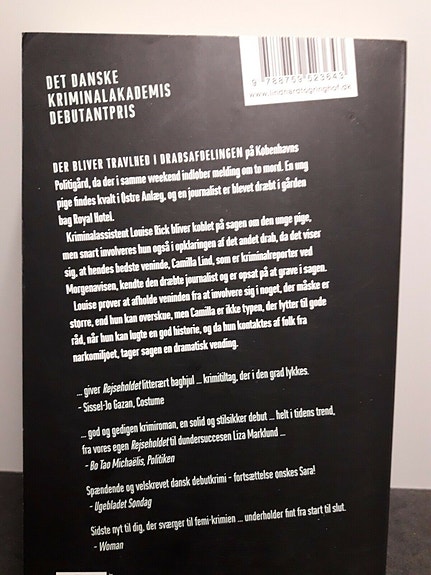 9 788759 523643
www.lindhardtogringhof.dk
DET DANSKE
KRIMINALAKADEMIS
DEBUTANTPRIS
DER BLIVER TRAVLHED I DRABSAFDELINGEN på Københavns
Politigård, da der i samme weekend indløber melding om to mord. En ung
pige findes kvalt i Østre Anlæg, og en journalist er blevet dræbt i gården
bag Royal Hotel.
Kriminalassistent Louise Rick bliver koblet på sagen om den unge pige,
men snart involveres hun også i opklaringen af det andet drab, da det viser
sig, at hendes bedste veninde, Camilla Lind, som er kriminalreporter ved
Morgenavisen, kendte den dræbte journalist og er opsat på at grave i sagen.
Louise prøver at afholde veninden fra at involvere sig i noget, der måske er
større, end hun kan overskue, men Camilla er ikke typen, der lytter til gode
råd, når hun kan lugte en god historie, og da hun kontaktes af folk fra
narkomiljøet, tager sagen en dramatisk vending.
... giver Rejseholdet litterært baghjul ... krimitiltag, der i den grad lykkes.
- Sissel-Jo Gazan, Costume
... god og gedigen krimiroman, en solid og stilsikker debut ... helt i tidens trend,
fra vores egen Rejseholdet til dundersuccesen Liza Marklund ...
- Bo Tao Michaëlis, Politiken
Spændende og velskrevet dansk debutkrimi - fortsættelse ønskes Sara!
- Ugebladet Søndag
Sidste nyt til dig, der sværger til femi-krimien ... underholder fint fra start til slut.
- Woman